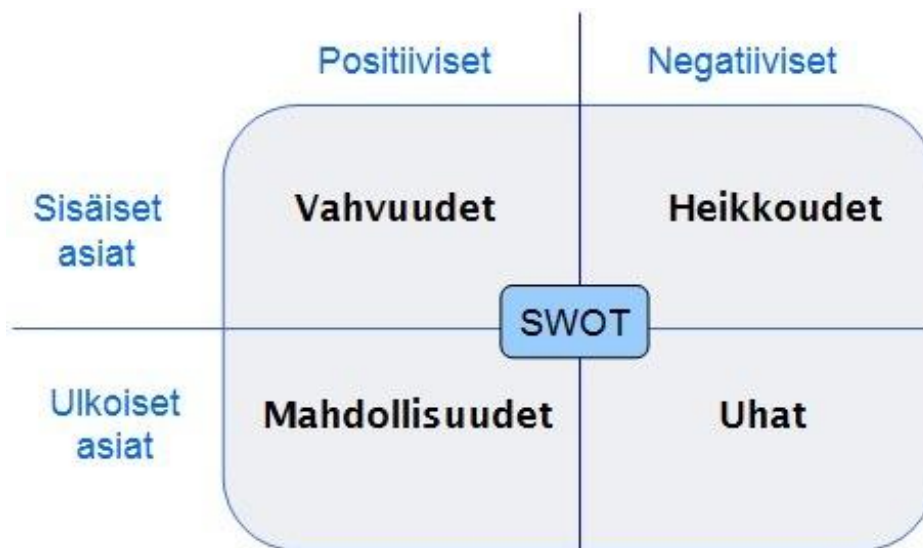 Positiiviset
Negatiiviset
Sisäiset
asiat
Vahvuudet
Heikkoudet
SWOT
Ulkoiset
asiat
Mahdollisuudet
Uhat